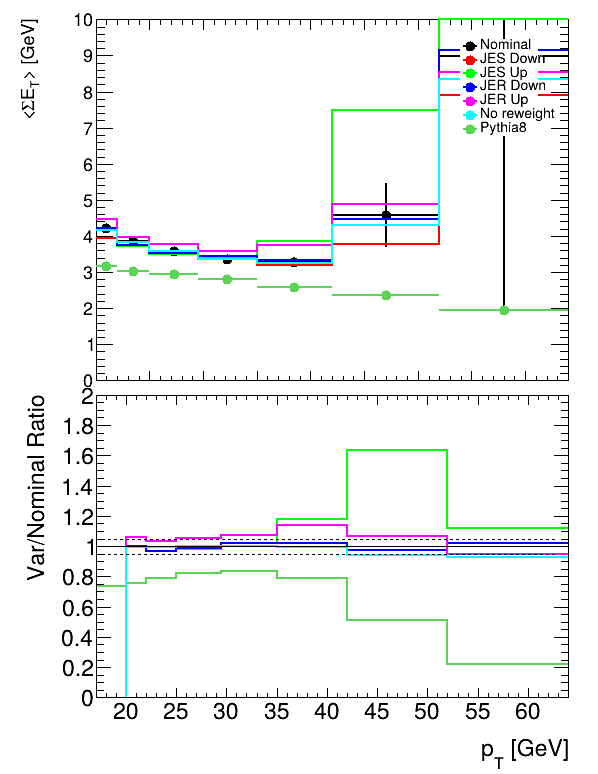 ⟨ΣE_T⟩ [GeV]
10
9
8
7
6
5
4
3
2
1
0
Nominal
JES Down
JES Up
JER Down
JER Up
No reweight
Pythia8
Var/Nominal Ratio
2
1.8
1.6
1.4
1.2
1
0.8
0.6
0.4
0.2
0
20 25 30 35 40 45 50 55 60
p_T [GeV]